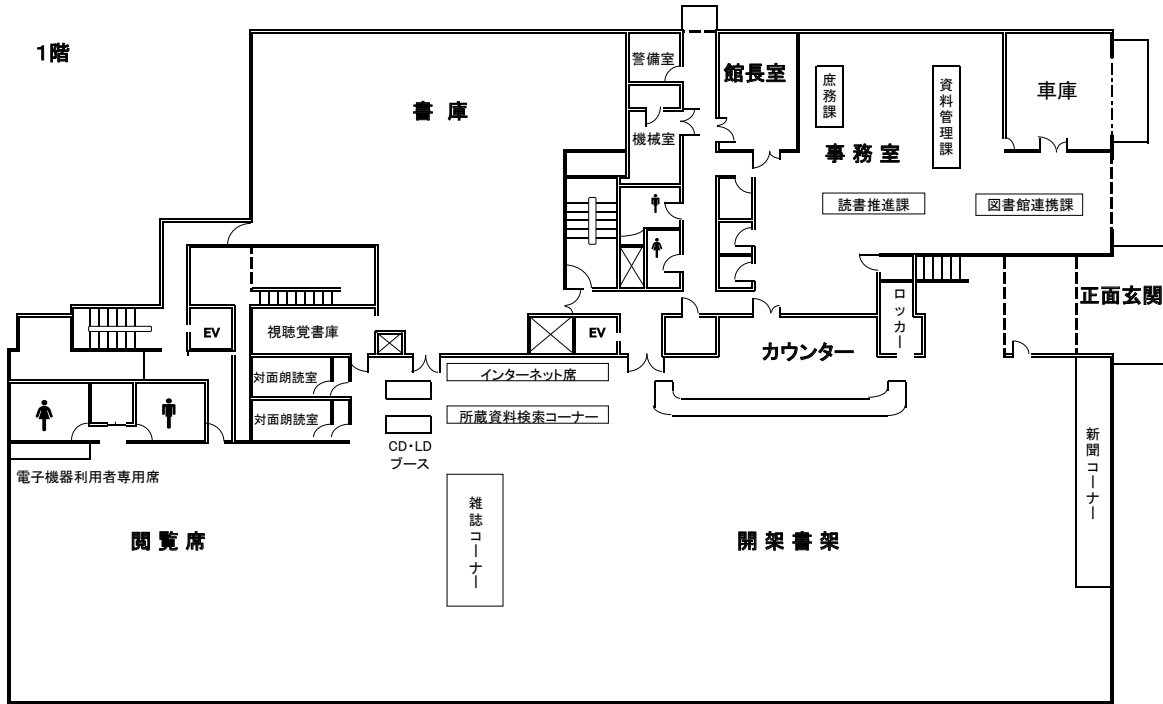 1階
警備室
館長室
庶務課
資料管理課
車庫
書庫
機械室
事務室
読書推進課
図書館連携課
正面玄関
ロッカー
EV
視聴覚書庫
EV
カウンター
対面朗読室
インターネット席
対面朗読室
所蔵資料検索コーナー
CD・LD
ブース
新聞コーナー
電子機器利用者専用席
雑誌コーナー
閲覧席
開架書架